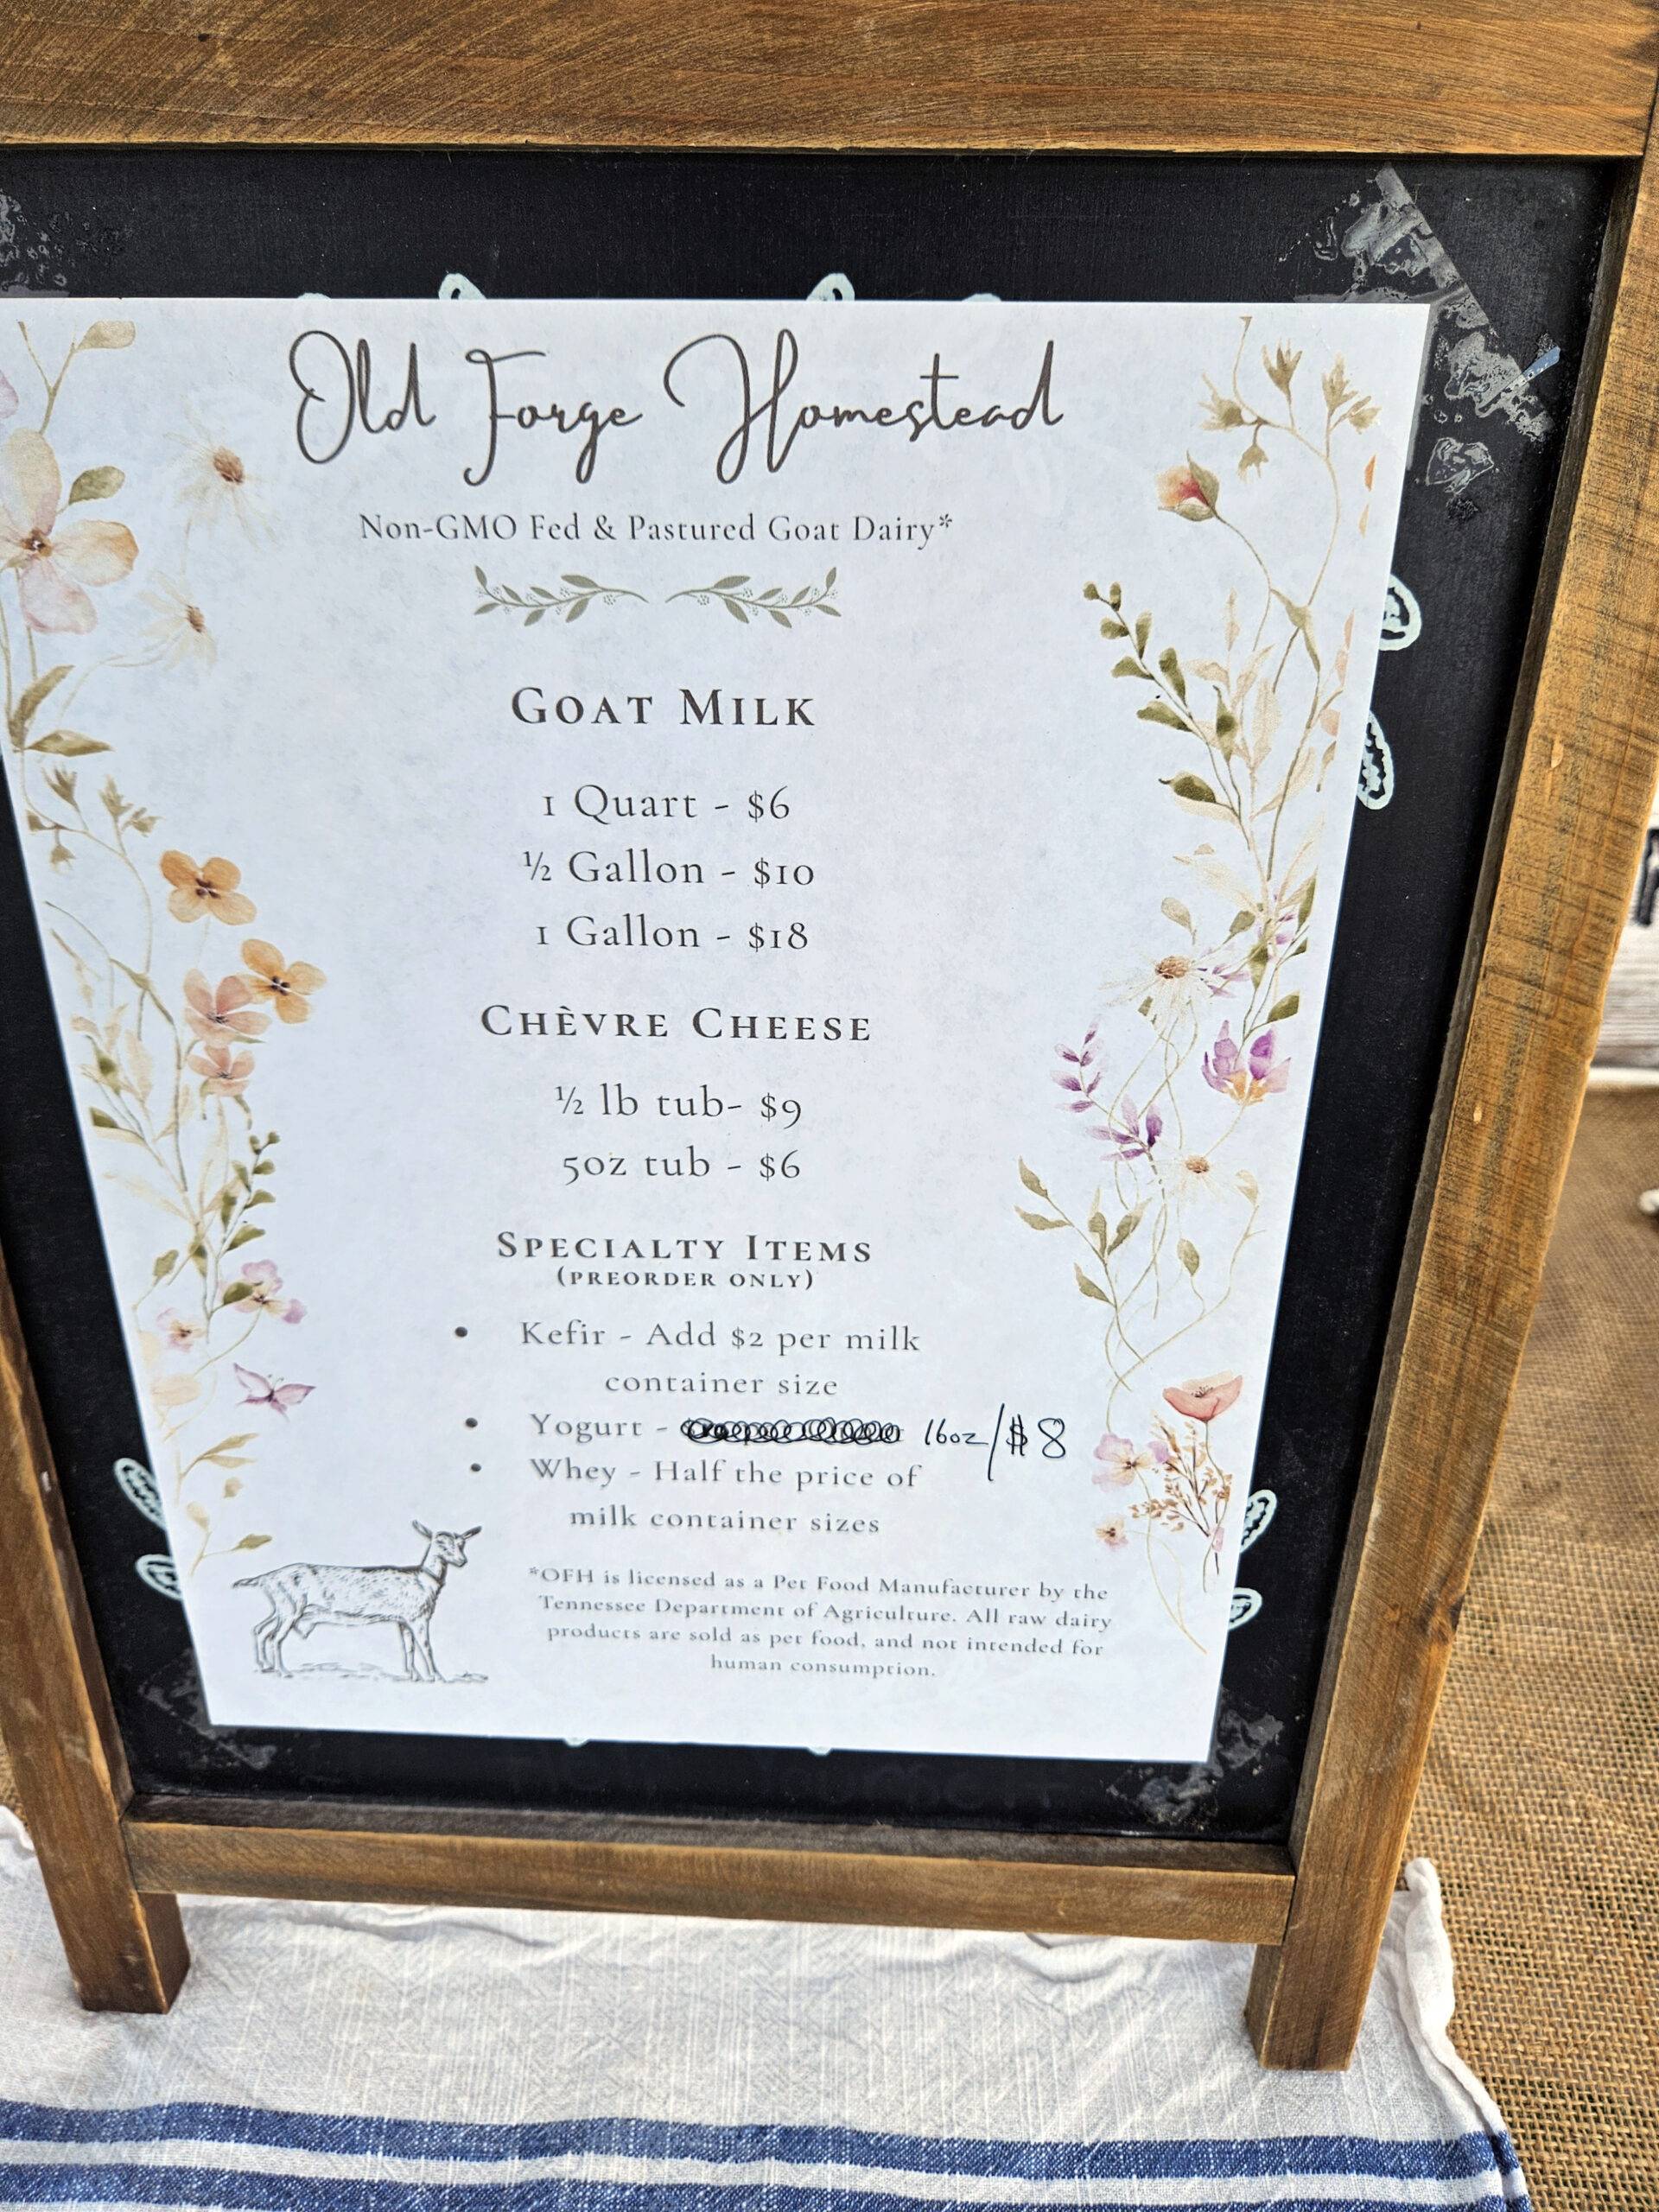 Old Forge Homestead
Non-GMO Fed & Pastured Goat Dairy*
GOAT MILK
1 Quart - $6
½ Gallon - $10
1 Gallon - $18
CHÈVRE CHEESE
½ lb tub- $9
5oz tub - $6
SPECIALTY ITEMS
(PREORDER ONLY)
• Kefir - Add $2 per milk
container size
• Yogurt - 16oz/$8
• Whey - Half the price of
milk container sizes
*OFH is licensed as a Pet Food Manufacturer by the
Tennessee Department of Agriculture. All raw dairy
products are sold as pet food, and not intended for
human consumption.